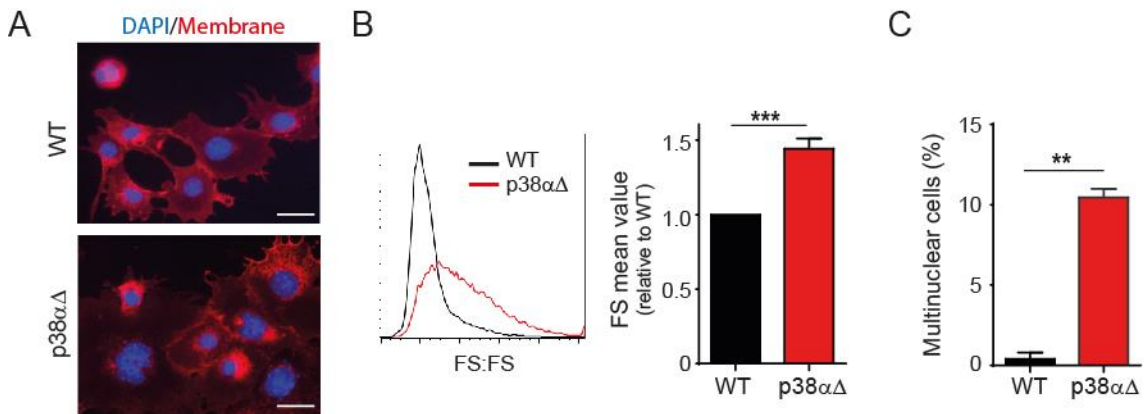 A
DAPI/Membrane
WT
p38αΔ
B
WT
p38αΔ
FS:FS
FS mean value
(relative to WT)
1.5
1.0
0.5
0
***
WT
p38αΔ
C
Multinuclear cells (%)
15
10
5
0
**
WT
p38αΔ